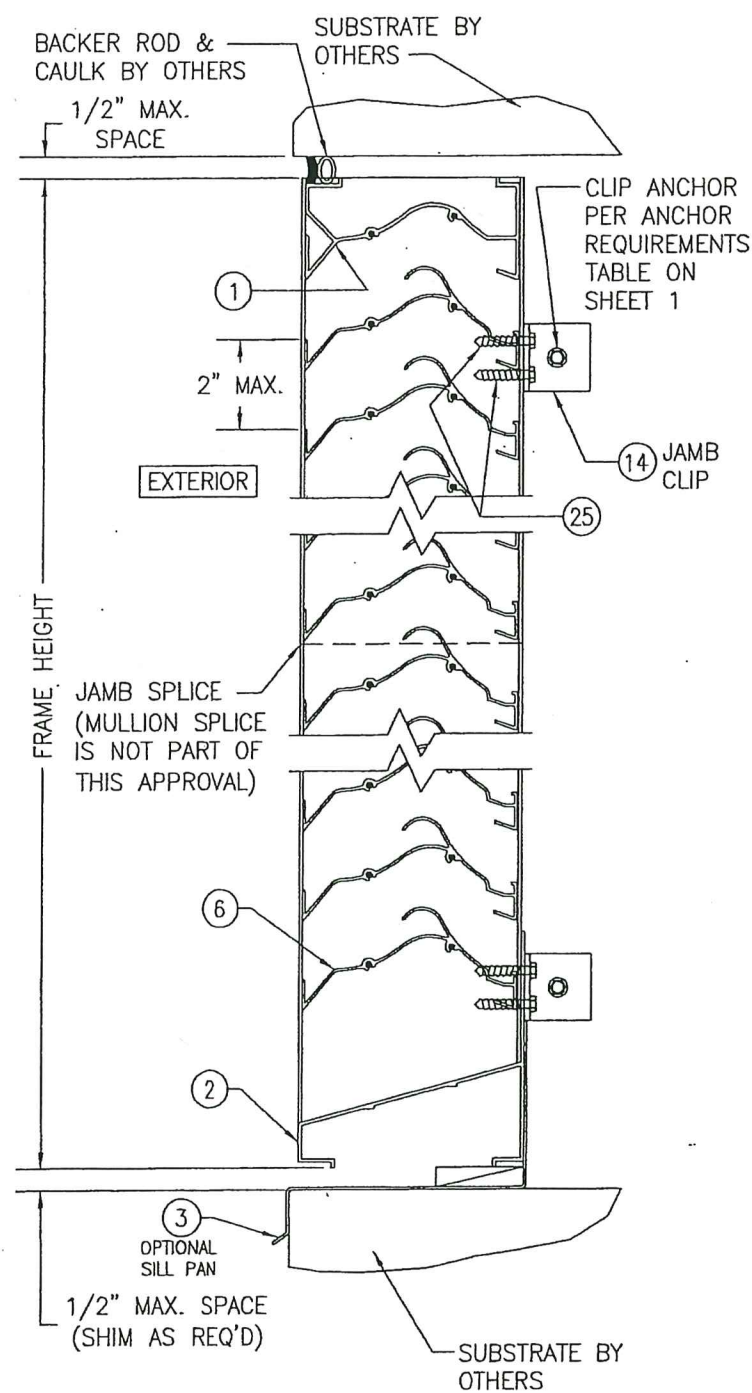 BACKER ROD &
CAULK BY OTHERS
SUBSTRATE BY
OTHERS
1/2" MAX.
SPACE
CLIP ANCHOR
PER ANCHOR
REQUIREMENTS
TABLE ON
SHEET 1
1
2" MAX.
14 JAMB
CLIP
EXTERIOR
25
FRAME HEIGHT
JAMB SPLICE
(MULLION SPLICE
IS NOT PART OF
THIS APPROVAL)
6
2
3
OPTIONAL
SILL PAN
1/2" MAX. SPACE
(SHIM AS REQ'D)
SUBSTRATE BY
OTHERS